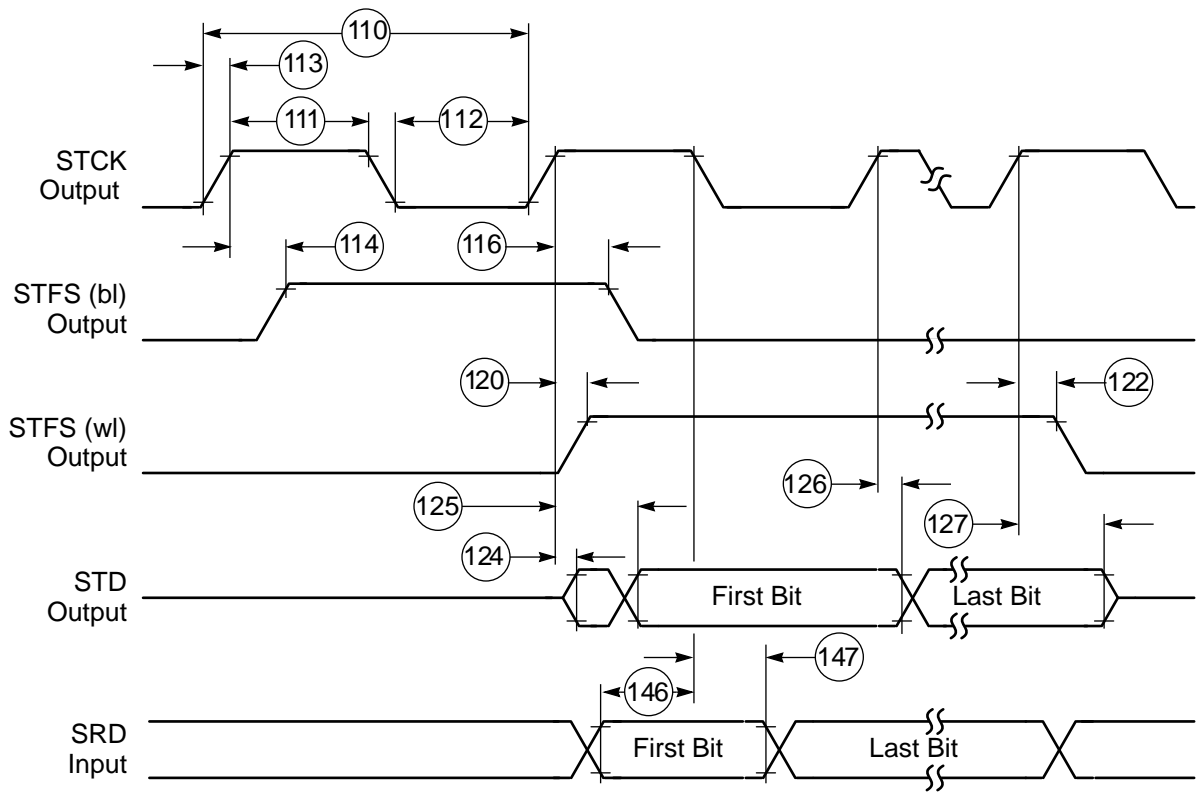 110
113
111
112
STCK
Output
114
116
STFS (bl)
Output
120
122
STFS (wl)
Output
126
125
127
124
STD
Output
First Bit
Last Bit
147
146
SRD
Input
First Bit
Last Bit